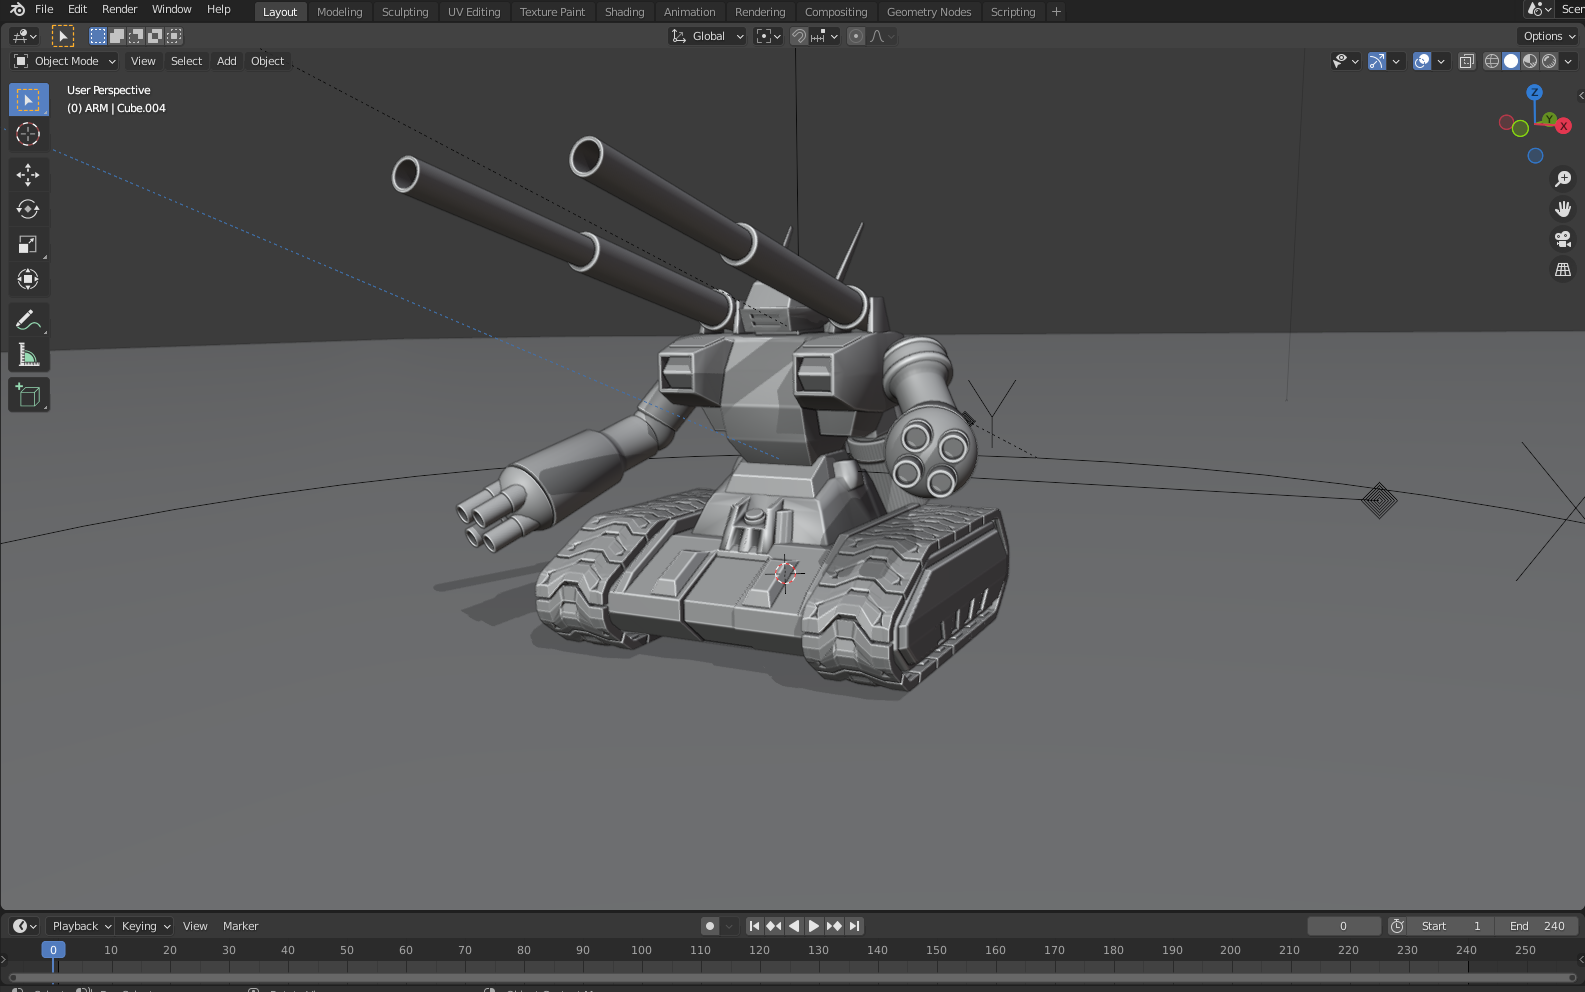 File Edit Render Window Help Layout Modeling Sculpting UV Editing Texture Paint Shading Animation Rendering Compositing Geometry Nodes Scripting + Scen
Global Options
Object Mode View Select Add Object
User Perspective
(0) ARM | Cube.004
Z
Y
X
Playback Keying View Marker 0 Start 1 End 240
0 10 20 30 40 50 60 70 80 90 100 110 120 130 140 150 160 170 180 190 200 210 220 230 240 250